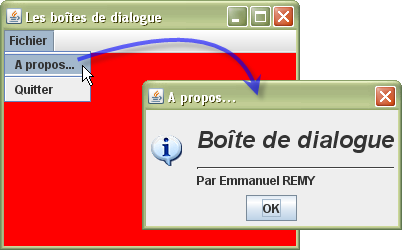 Les boîtes de dialogue
Fichier
A propos...
Quitter
A propos...
Boîte de dialogue
Par Emmanuel REMY
OK